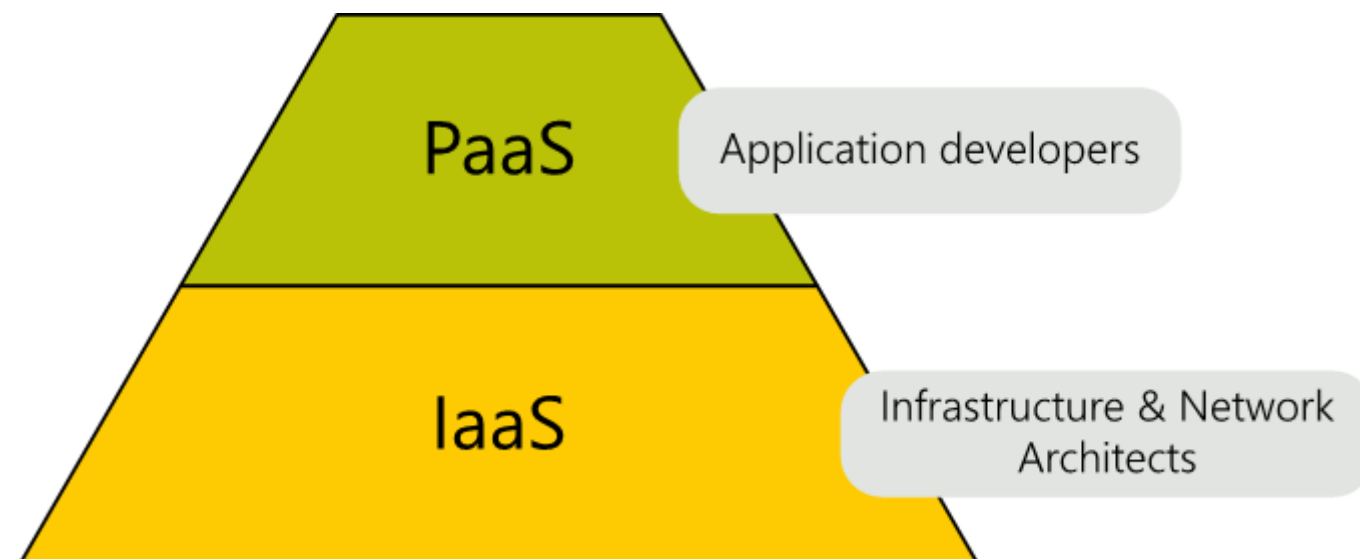 PaaS
Application developers
IaaS
Infrastructure & Network
Architects